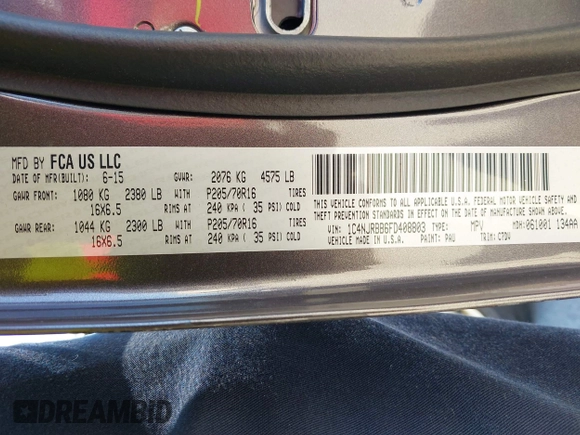 MFD BY FCA US LLC
DATE OF MFR(BUILT): 6-15 GVWR: 2076 KG 4575 LB
GAWR FRONT: 1080 KG 2380 LB WITH P205/70R16 TIRES
16X6.5 RIMS AT 240 KPA ( 35 PSI) COLD
GAWR REAR: 1044 KG 2300 LB WITH P205/70R16 TIRES
16X6.5 RIMS AT 240 KPA ( 35 PSI) COLD
THIS VEHICLE CONFORMS TO ALL APPLICABLE U.S.A. FEDERAL MOTOR VEHICLE
SAFETY, BUMPER, AND THEFT PREVENTION STANDARDS IN EFFECT ON THE DATE OF MANUFACTURE SHOWN ABOVE.
VIN: 1C4NJRBB6FD408803 TYPE: MPV MDH:061001 134AA
MADE IN U.S.A. PAINT: PAU TRIM: CTDV
DREAMBID